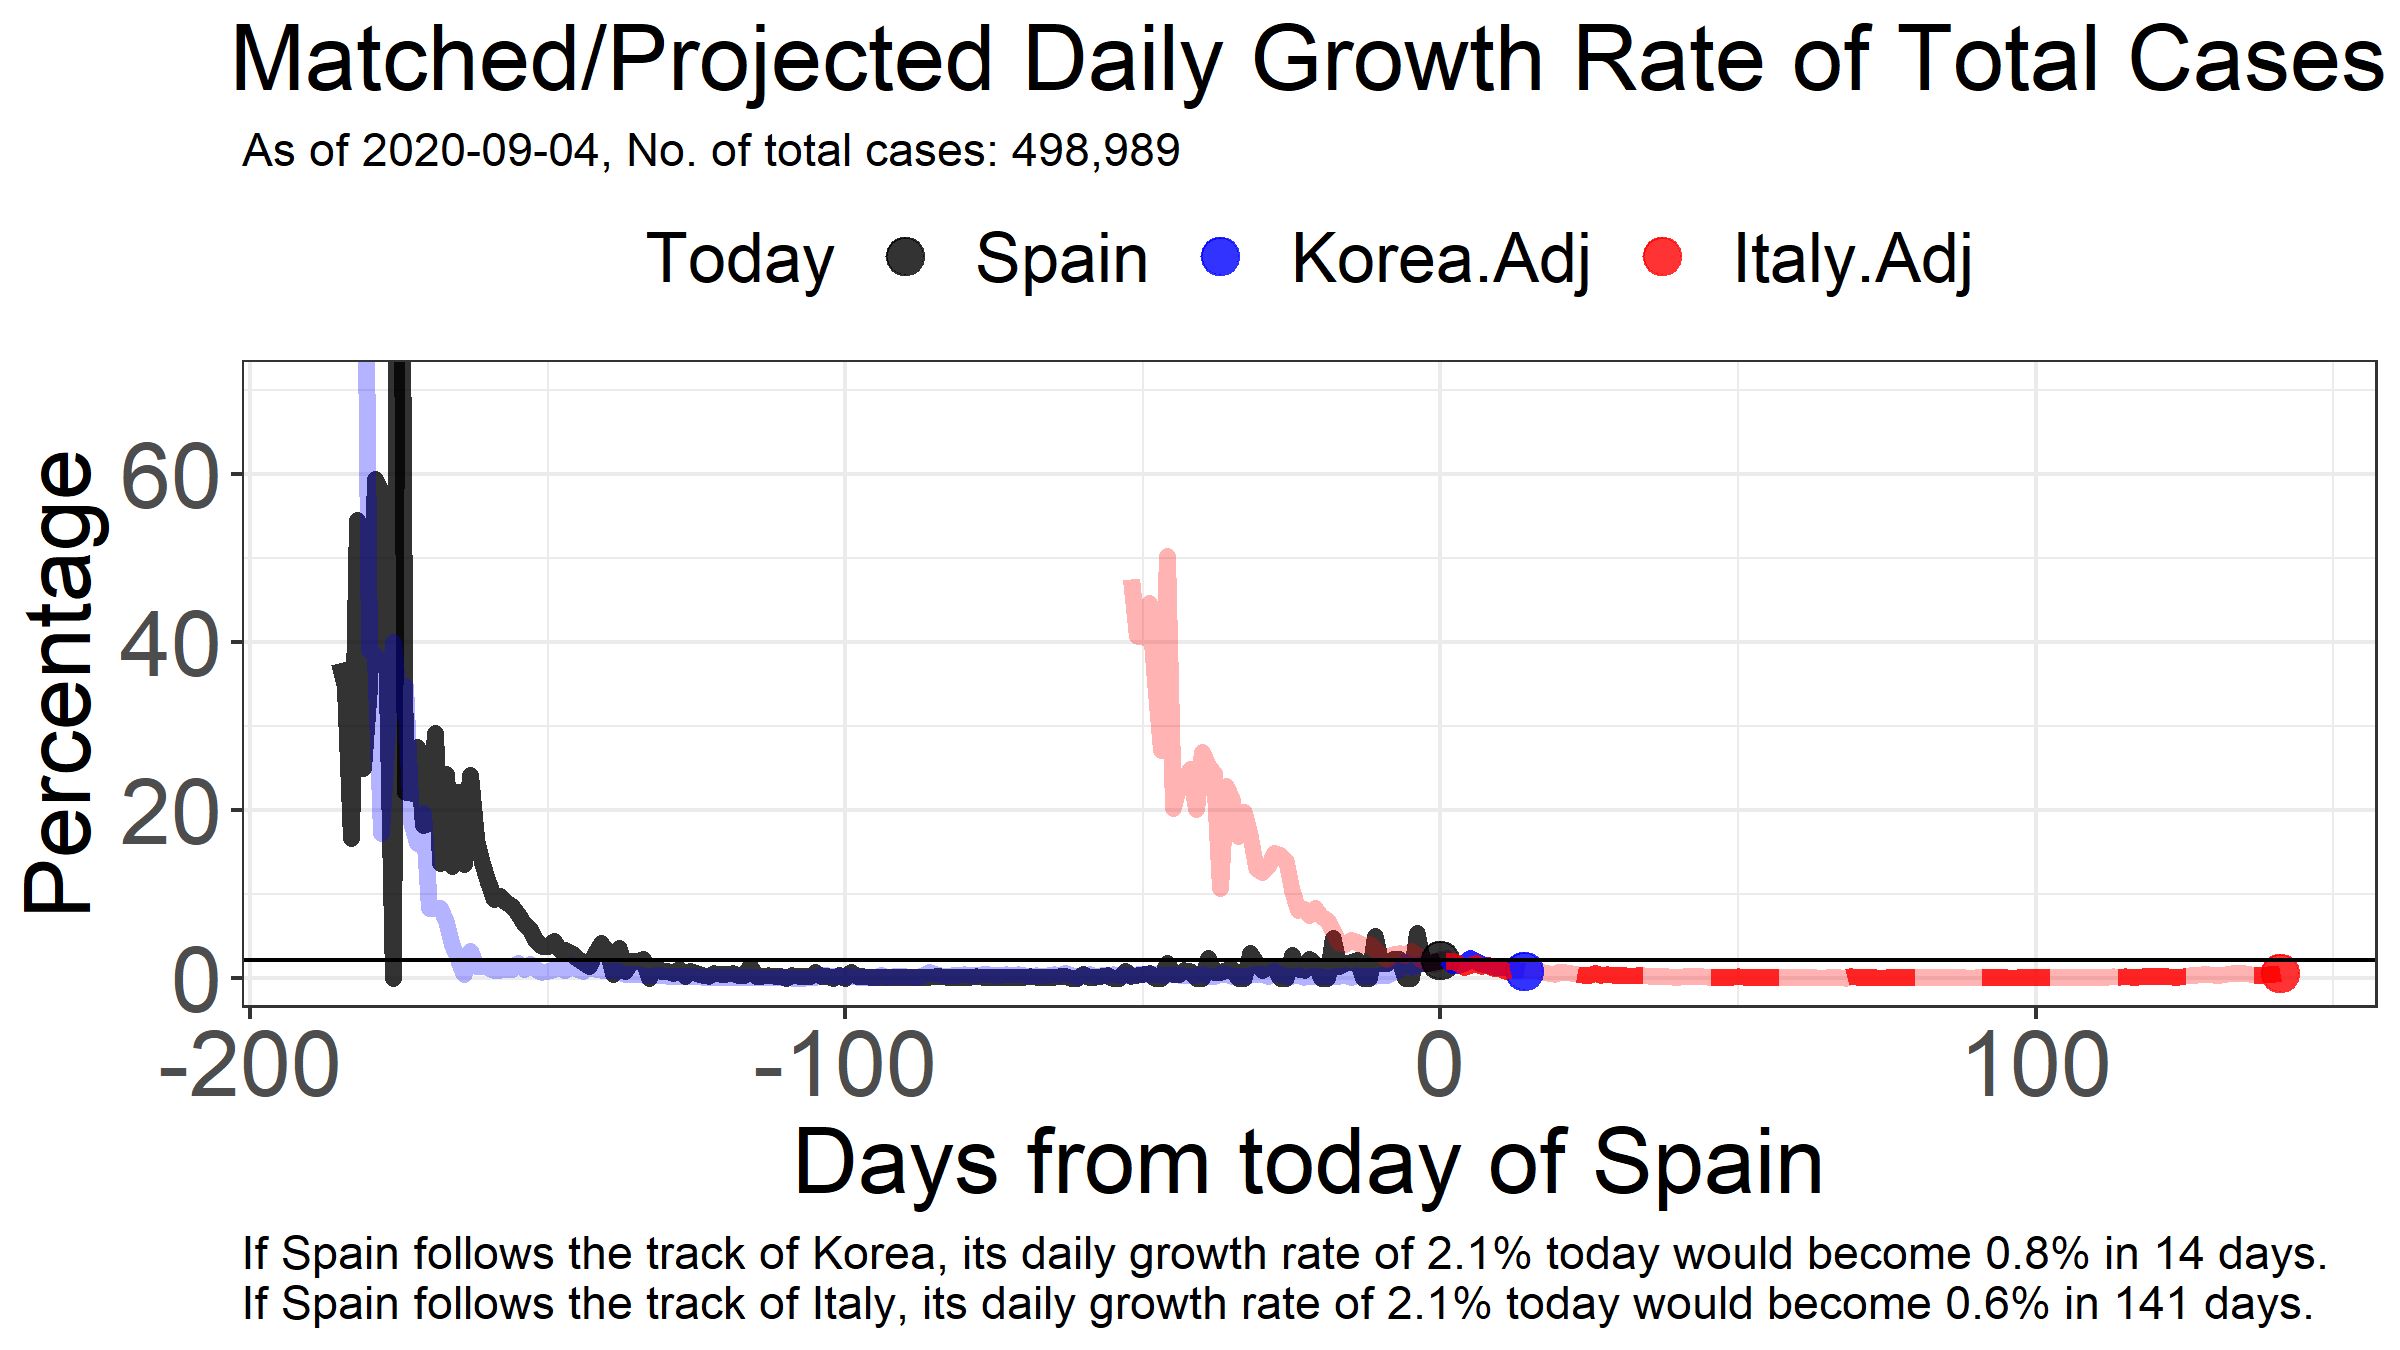 Matched/Projected Daily Growth Rate of Total Cases
As of 2020-09-04, No. of total cases: 498,989
Today Spain Korea.Adj Italy.Adj
Percentage
60
40
20
0
-200 -100 0 100
Days from today of Spain
If Spain follows the track of Korea, its daily growth rate of 2.1% today would become 0.8% in 14 days.
If Spain follows the track of Italy, its daily growth rate of 2.1% today would become 0.6% in 141 days.